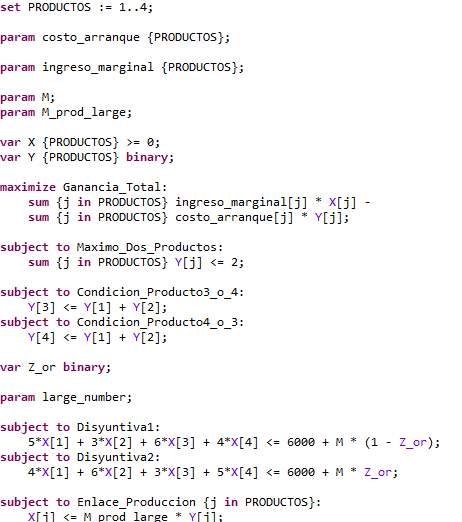 set PRODUCTOS := 1..4;
param costo_arranque {PRODUCTOS};
param ingreso_marginal {PRODUCTOS};
param M;
param M_prod_large;
var X {PRODUCTOS} >= 0;
var Y {PRODUCTOS} binary;
maximize Ganancia_Total:
sum {j in PRODUCTOS} ingreso_marginal[j] * X[j] -
sum {j in PRODUCTOS} costo_arranque[j] * Y[j];
subject to Maximo_Dos_Productos:
sum {j in PRODUCTOS} Y[j] <= 2;
subject to Condicion_Producto3_o_4:
Y[3] <= Y[1] + Y[2];
subject to Condicion_Producto4_o_3:
Y[4] <= Y[1] + Y[2];
var Z_or binary;
param large_number;
subject to Disyuntiva1:
5*X[1] + 3*X[2] + 6*X[3] + 4*X[4] <= 6000 + M * (1 - Z_or);
subject to Disyuntiva2:
4*X[1] + 6*X[2] + 3*X[3] + 5*X[4] <= 6000 + M * Z_or;
subject to Enlace_Produccion {j in PRODUCTOS}:
X[j] <= M_prod_large * Y[j];